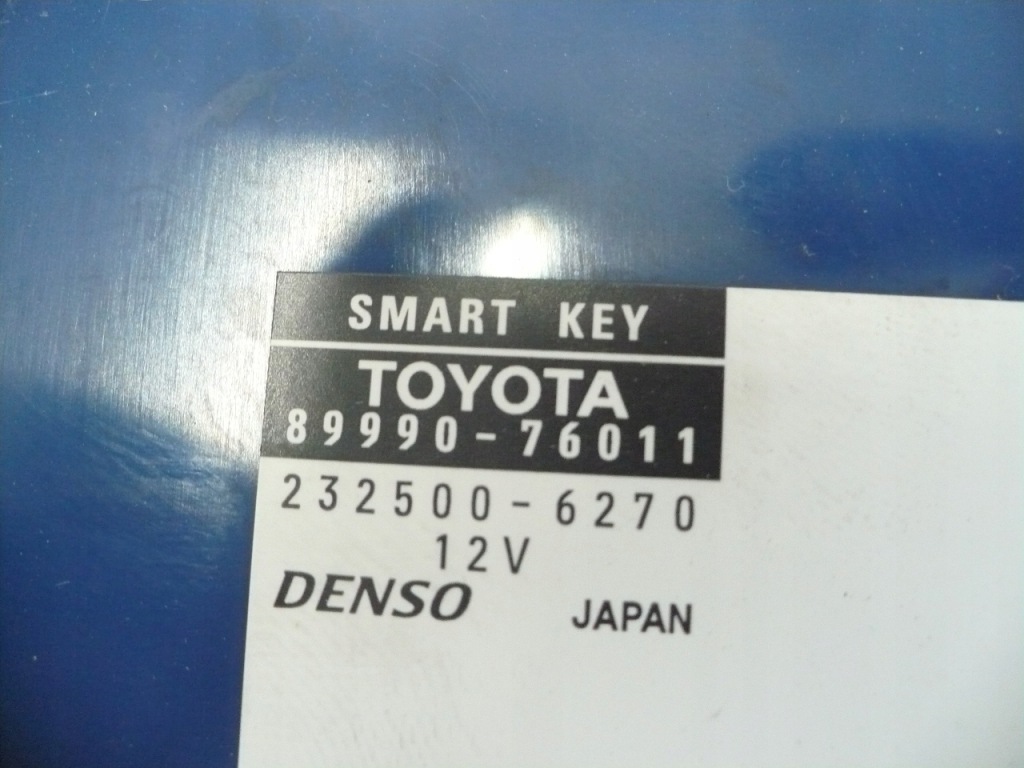 SMART KEY
TOYOTA
89990-76011
232500-6270
12V
DENSO JAPAN